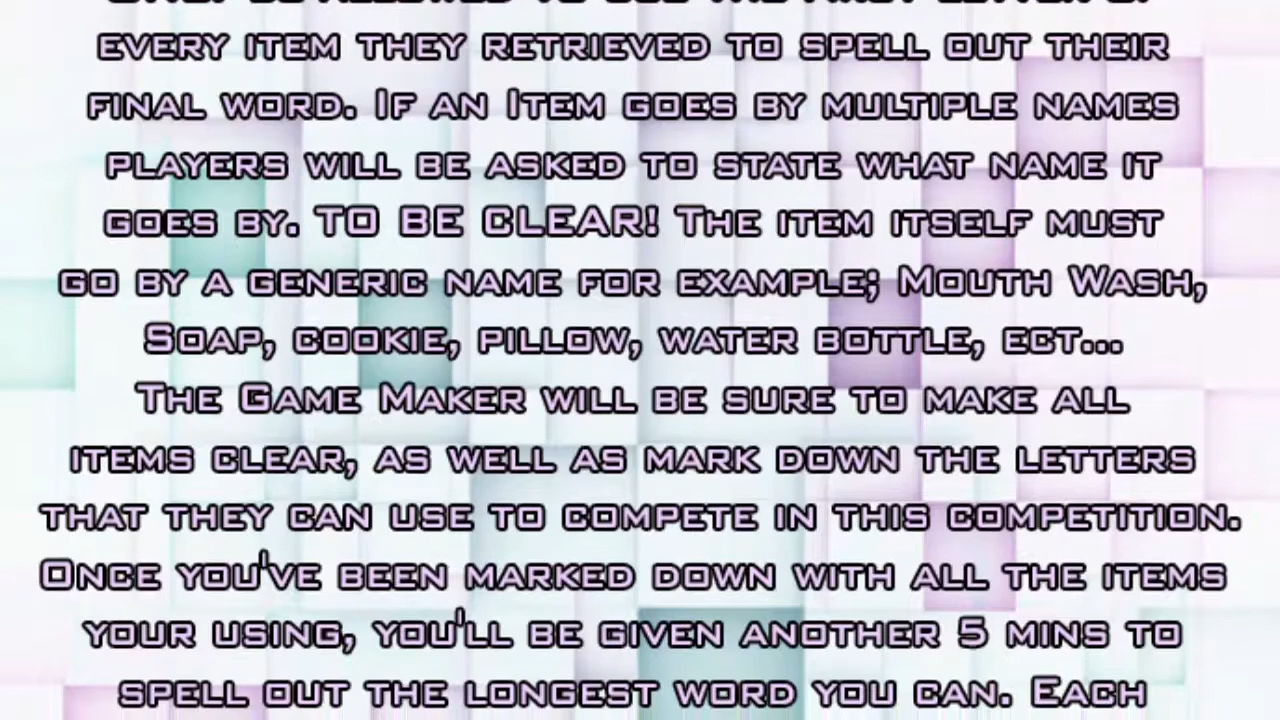 EVERY ITEM THEY RETRIEVED TO SPELL OUT THEIR
FINAL WORD. IF AN ITEM GOES BY MULTIPLE NAMES
PLAYERS WILL BE ASKED TO STATE WHAT NAME IT
GOES BY. TO BE CLEAR! THE ITEM ITSELF MUST
GO BY A GENERIC NAME FOR EXAMPLE; MOUTH WASH,
SOAP, COOKIE, PILLOW, WATER BOTTLE, ECT...
THE GAME MAKER WILL BE SURE TO MAKE ALL
ITEMS CLEAR, AS WELL AS MARK DOWN THE LETTERS
THAT THEY CAN USE TO COMPETE IN THIS COMPETITION.
ONCE YOU'VE BEEN MARKED DOWN WITH ALL THE ITEMS
YOUR USING, YOU'LL BE GIVEN ANOTHER 5 MINS TO
SPELL OUT THE LONGEST WORD YOU CAN. EACH